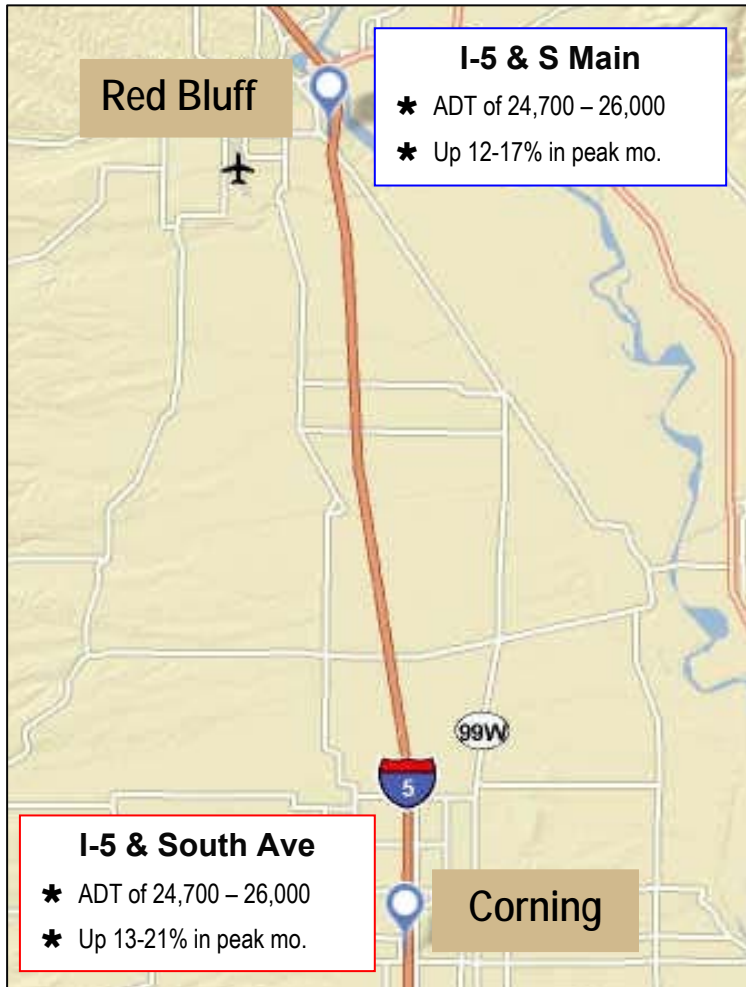 Red Bluff
I-5 & S Main
* ADT of 24,700 – 26,000
* Up 12-17% in peak mo.
99W
5
I-5 & South Ave
* ADT of 24,700 – 26,000
* Up 13-21% in peak mo.
Corning